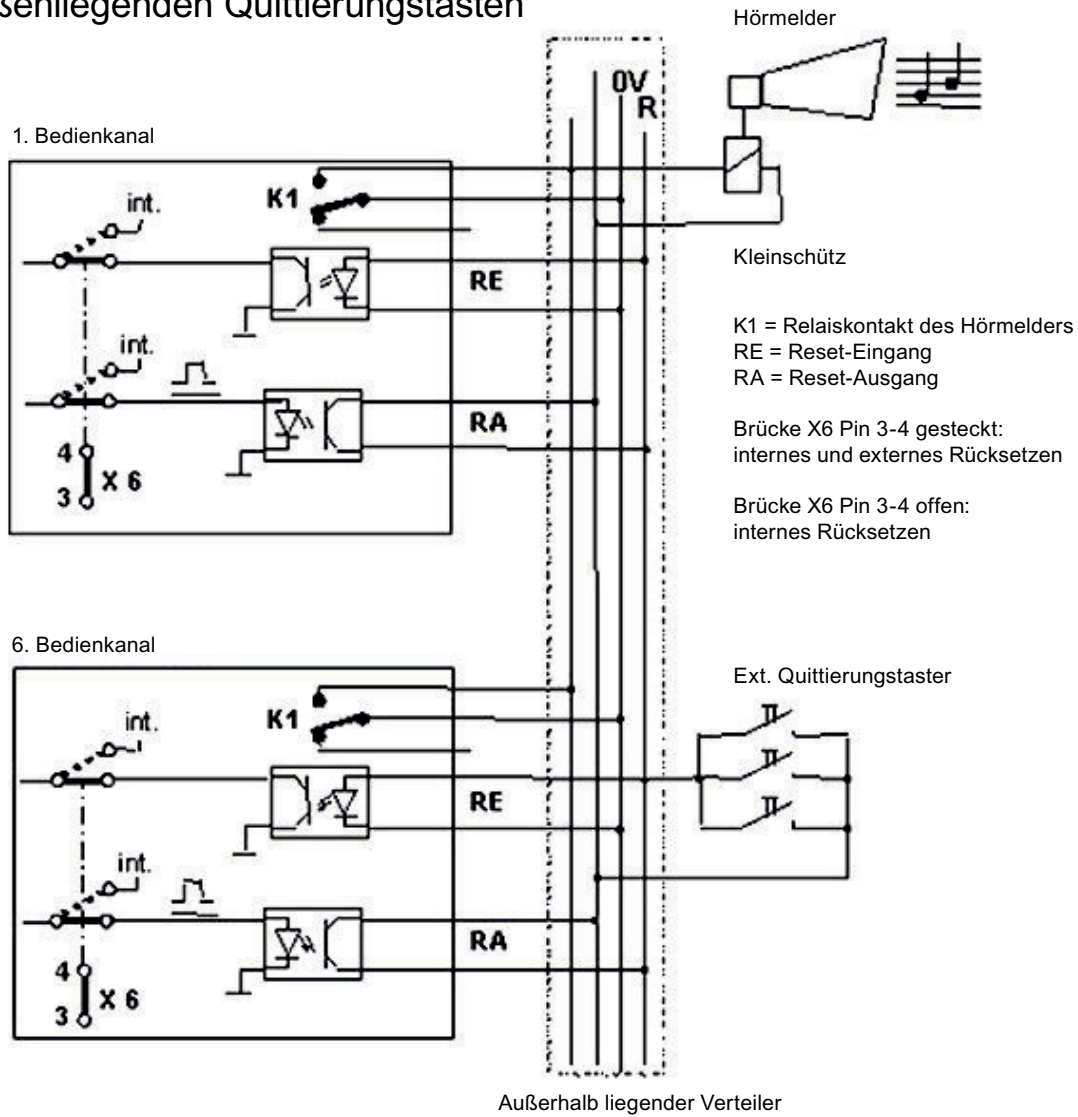 ßenliegenden Quittierungstasten
Hörmelder
0V
R
1. Bedienkanal
int.
K1
RE
int.
RA
4
3
X 6
Kleinschütz
K1 = Relaiskontakt des Hörmelders
RE = Reset-Eingang
RA = Reset-Ausgang
Brücke X6 Pin 3-4 gesteckt:
internes und externes Rücksetzen
Brücke X6 Pin 3-4 offen:
internes Rücksetzen
6. Bedienkanal
int.
K1
RE
int.
RA
4
3
X 6
Ext. Quittierungstaster
Außerhalb liegender Verteiler